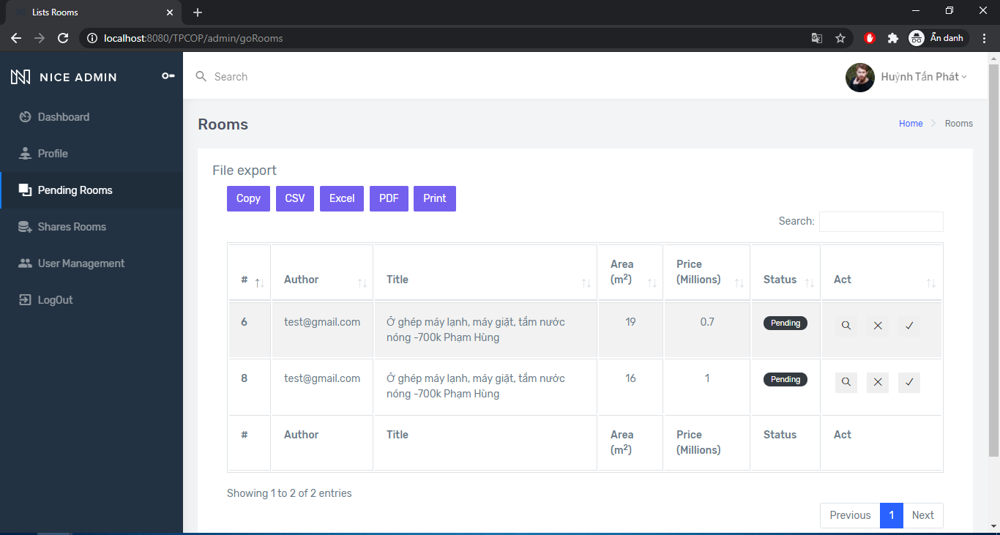 Lists Rooms
localhost:8080/TPCOP/admin/goRooms
Ẩn danh
NICE ADMIN
Search
Huỳnh Tấn Phát
Dashboard
Profile
Pending Rooms
Shares Rooms
User Management
LogOut
Rooms
Home Rooms
File export
Copy CSV Excel PDF Print
Search:
# Author Title Area (m²) Price (Millions) Status Act
6 test@gmail.com Ở ghép máy lạnh, máy giặt, tắm nước 19 0.7 Pending
nóng -700k Phạm Hùng
8 test@gmail.com Ở ghép máy lạnh, máy giặt, tắm nước 16 1 Pending
nóng -700k Phạm Hùng
# Author Title Area (m²) Price (Millions) Status Act
Showing 1 to 2 of 2 entries
Previous 1 Next